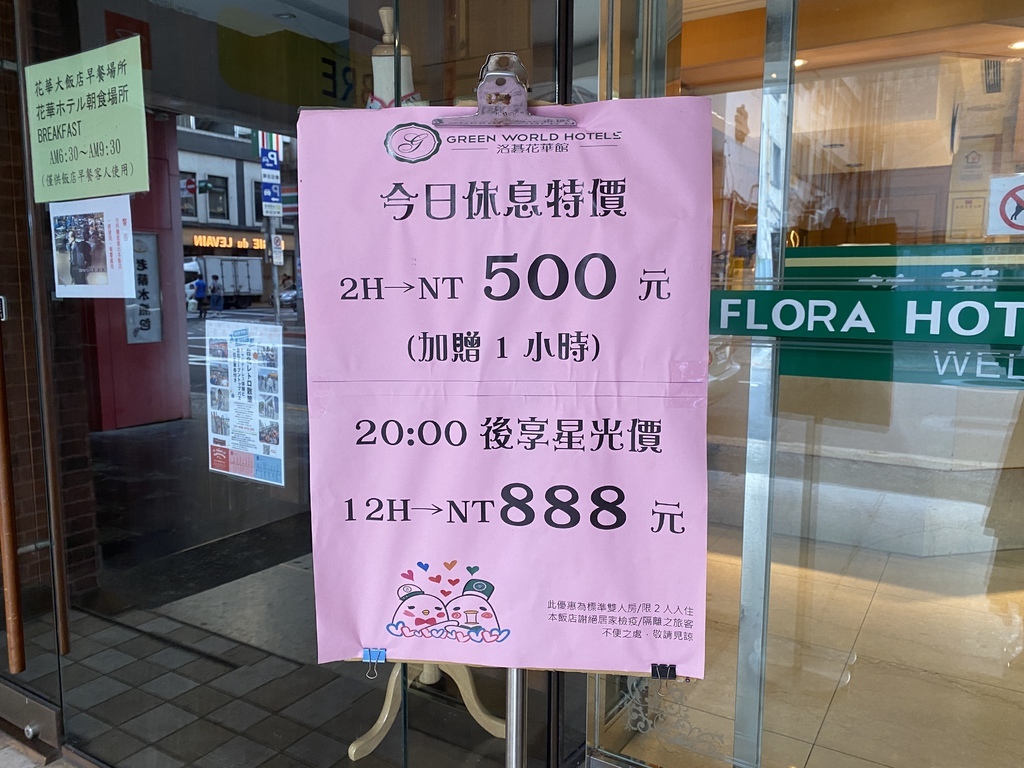 花華大飯店早餐場所
花華ホテル朝食場所
BREAKFAST
AM6:30～AM9:30
(僅供飯店早餐客人使用)
GREEN WORLD HOTELS
洛碁花華館
今日休息特價
2H→NT 500 元
(加贈 1 小時)
20:00 後享星光價
12H→NT 888 元
此優惠為標準雙人房/限2人入住
本飯店謝絕居家檢疫/隔離之旅客
不便之處，敬請見諒
FLORA HOT
WEL